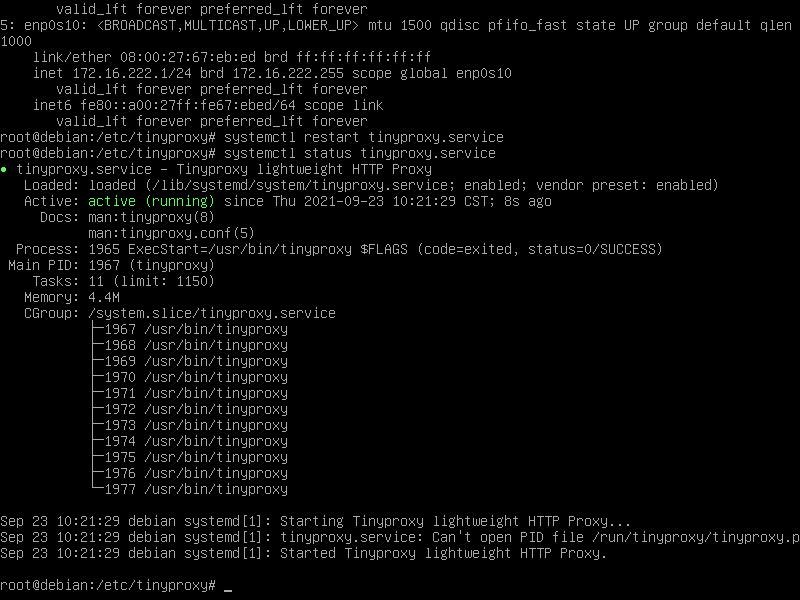 valid_lft forever preferred_lft forever
5: enp0s10: <BROADCAST,MULTICAST,UP,LOWER_UP> mtu 1500 qdisc pfifo_fast state UP group default qlen
1000
link/ether 08:00:27:67:eb:ed brd ff:ff:ff:ff:ff:ff
inet 172.16.222.1/24 brd 172.16.222.255 scope global enp0s10
valid_lft forever preferred_lft forever
inet6 fe80::a00:27ff:fe67:ebed/64 scope link
valid_lft forever preferred_lft forever
root@debian:/etc/tinyproxy# systemctl restart tinyproxy.service
root@debian:/etc/tinyproxy# systemctl status tinyproxy.service
● tinyproxy.service - Tinyproxy lightweight HTTP Proxy
Loaded: loaded (/lib/systemd/system/tinyproxy.service; enabled; vendor preset: enabled)
Active: active (running) since Thu 2021-09-23 10:21:29 CST; 8s ago
Docs: man:tinyproxy(8)
man:tinyproxy.conf(5)
Process: 1965 ExecStart=/usr/bin/tinyproxy $FLAGS (code=exited, status=0/SUCCESS)
Main PID: 1967 (tinyproxy)
Tasks: 11 (limit: 1150)
Memory: 4.4M
CGroup: /system.slice/tinyproxy.service
├─1967 /usr/bin/tinyproxy
├─1968 /usr/bin/tinyproxy
├─1969 /usr/bin/tinyproxy
├─1970 /usr/bin/tinyproxy
├─1971 /usr/bin/tinyproxy
├─1972 /usr/bin/tinyproxy
├─1973 /usr/bin/tinyproxy
├─1974 /usr/bin/tinyproxy
├─1975 /usr/bin/tinyproxy
├─1976 /usr/bin/tinyproxy
└─1977 /usr/bin/tinyproxy
Sep 23 10:21:29 debian systemd[1]: Starting Tinyproxy lightweight HTTP Proxy...
Sep 23 10:21:29 debian systemd[1]: tinyproxy.service: Can't open PID file /run/tinyproxy/tinyproxy.p
Sep 23 10:21:29 debian systemd[1]: Started Tinyproxy lightweight HTTP Proxy.
root@debian:/etc/tinyproxy# _